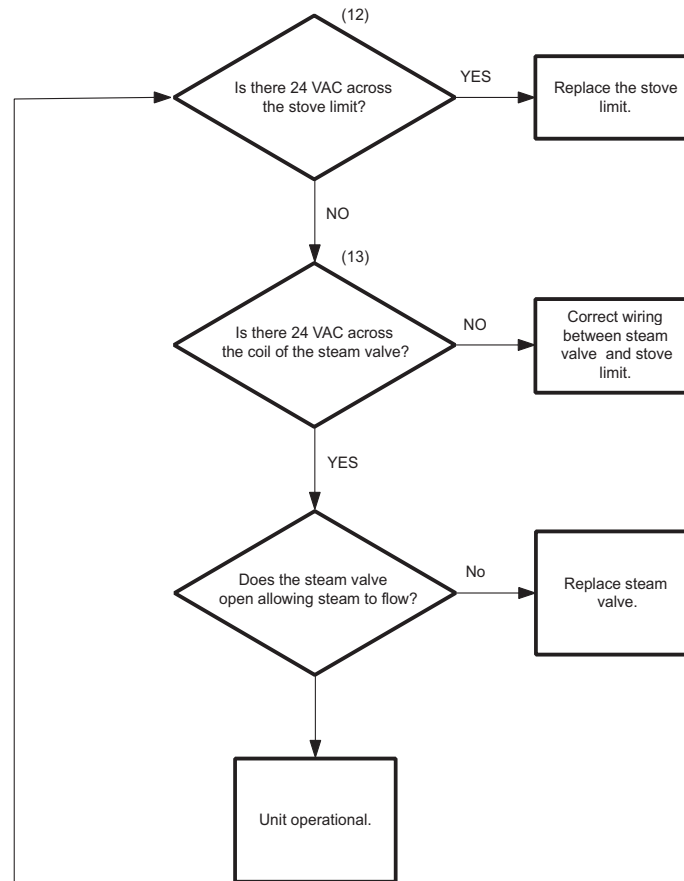 (12)
Is there 24 VAC across
the stove limit?
YES
Replace the stove
limit.
NO
(13)
Is there 24 VAC across
the coil of the steam valve?
NO
Correct wiring
between steam
valve and stove
limit.
YES
Does the steam valve
open allowing steam to flow?
No
Replace steam
valve.
Unit operational.